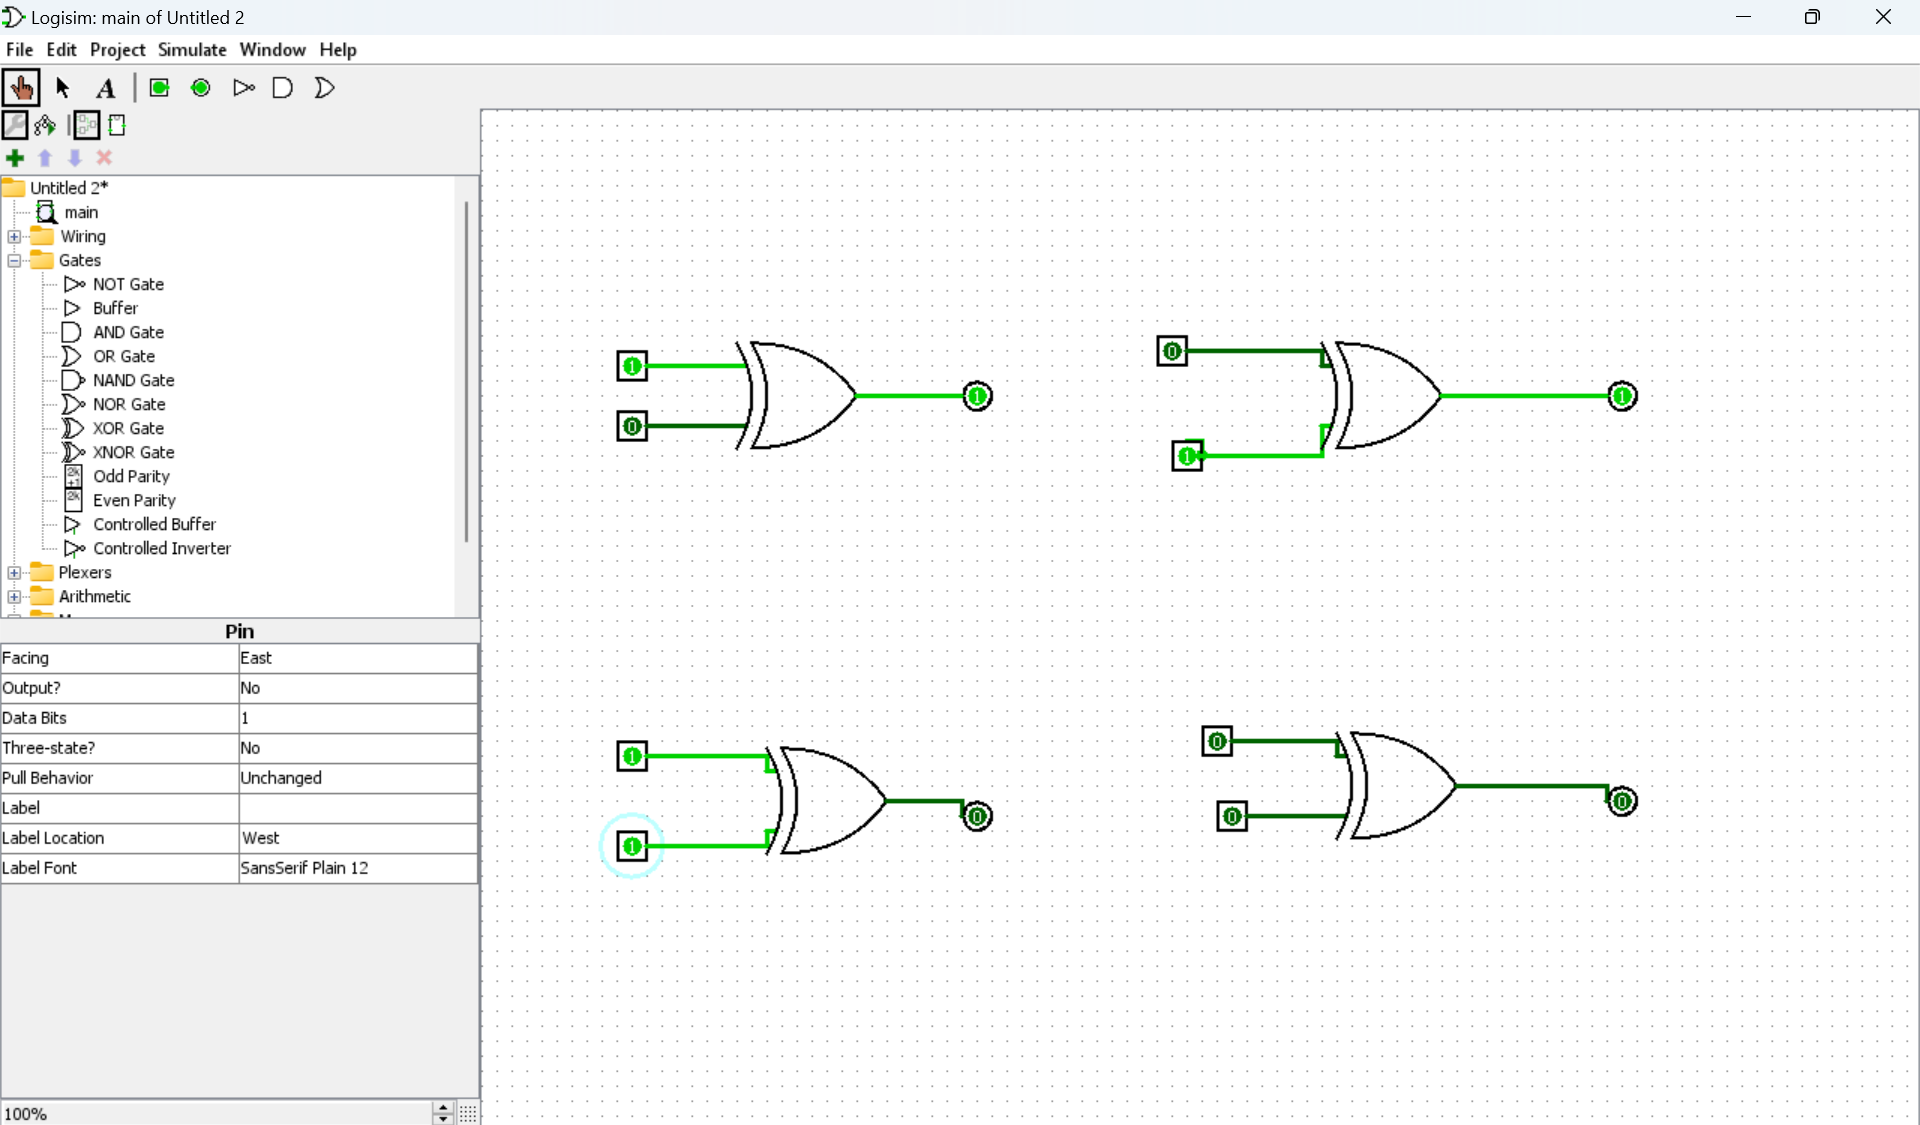 Logisim: main of Untitled 2
File Edit Project Simulate Window Help
A
Untitled 2*
main
Wiring
Gates
NOT Gate
Buffer
AND Gate
OR Gate
NAND Gate
NOR Gate
XOR Gate
XNOR Gate
2k+1 Odd Parity
2k Even Parity
Controlled Buffer
Controlled Inverter
Plexers
Arithmetic
Pin
Facing East
Output? No
Data Bits 1
Three-state? No
Pull Behavior Unchanged
Label
Label Location West
Label Font SansSerif Plain 12
100%
0
1
1 1
0
1
0
1
0
0
0
1